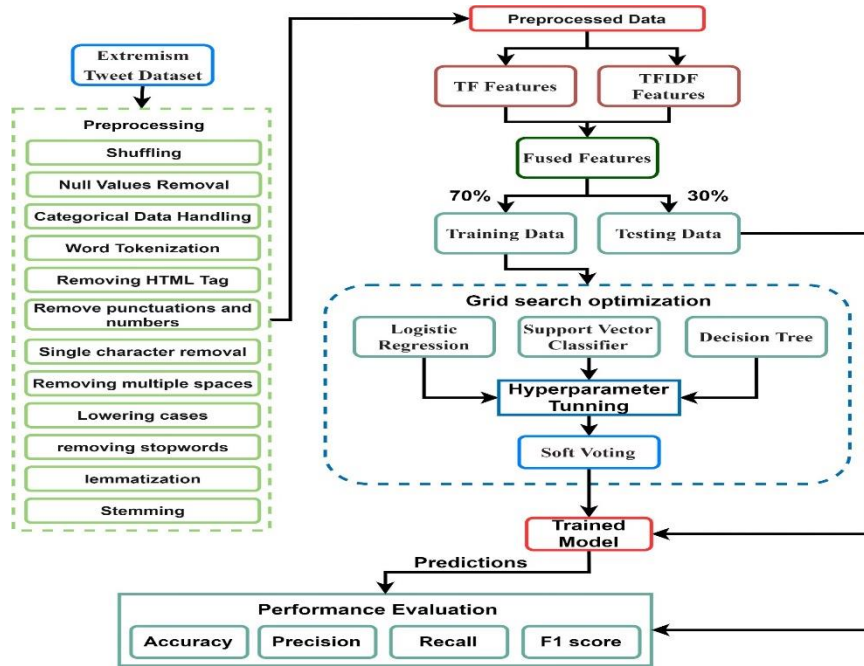 Extremism
Tweet Dataset
Preprocessing
Shuffling
Null Values Removal
Categorical Data Handling
Word Tokenization
Removing HTML Tag
Remove punctuations and
numbers
Single character removal
Removing multiple spaces
Lowering cases
removing stopwords
lemmatization
Stemming
Preprocessed Data
TF Features
TFIDF
Features
Fused Features
70%
30%
Training Data
Testing Data
Grid search optimization
Logistic
Regression
Support Vector
Classifier
Decision Tree
Hyperparameter
Tunning
Soft Voting
Trained
Model
Predictions
Performance Evaluation
Accuracy
Precision
Recall
F1 score